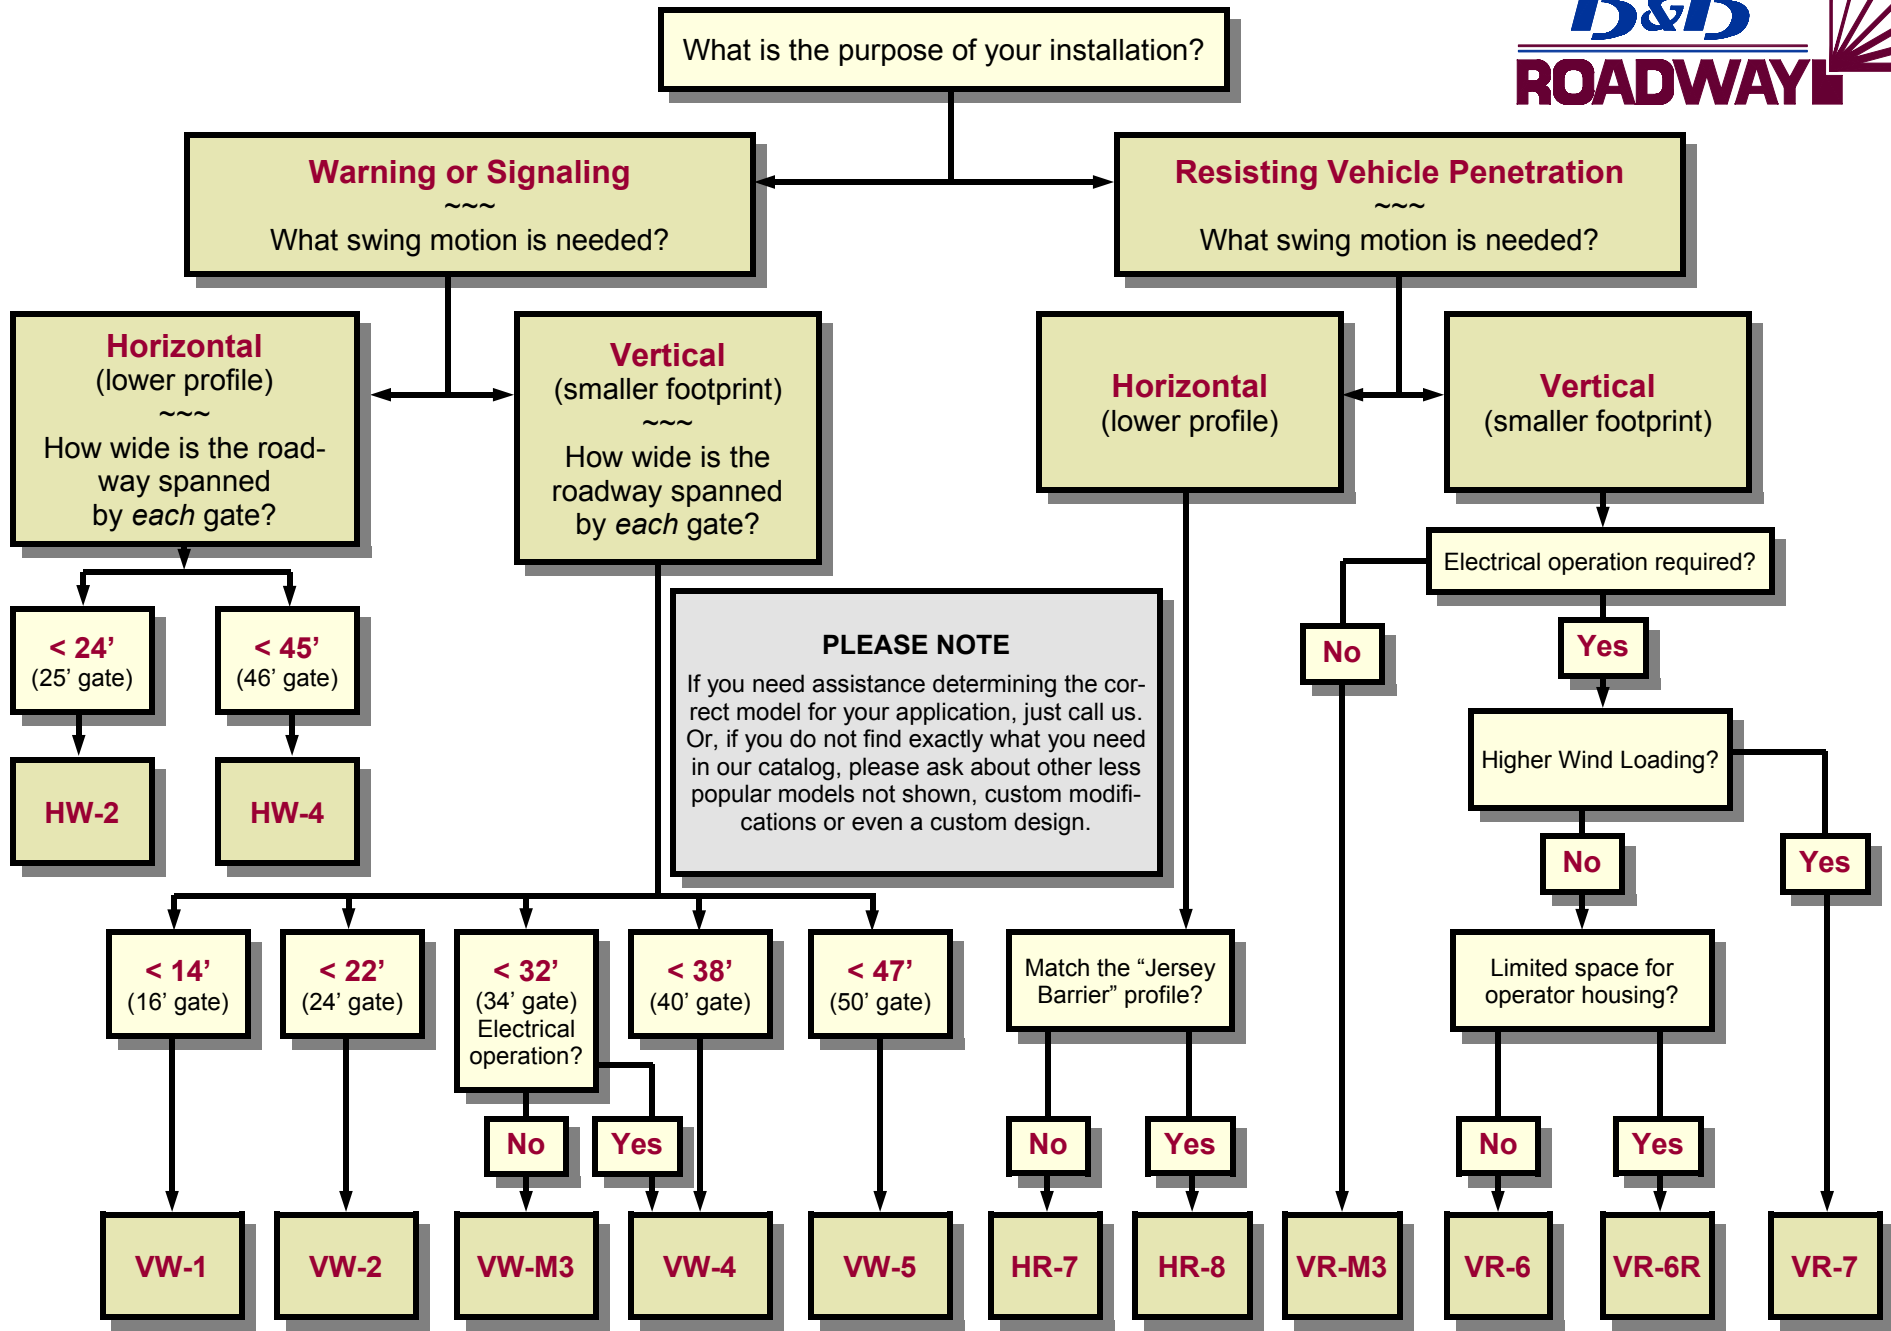 B&B
ROADWAY
What is the purpose of your installation?
Warning or Signaling
~~~
What swing motion is needed?
Resisting Vehicle Penetration
~~~
What swing motion is needed?
Horizontal
(lower profile)
~~~
How wide is the road-
way spanned
by each gate?
Vertical
(smaller footprint)
~~~
How wide is the
roadway spanned
by each gate?
Horizontal
(lower profile)
Vertical
(smaller footprint)
Electrical operation required?
< 24’
(25’ gate)
< 45’
(46’ gate)
PLEASE NOTE
If you need assistance determining the cor-
rect model for your application, just call us.
Or, if you do not find exactly what you need
in our catalog, please ask about other less
popular models not shown, custom modifi-
cations or even a custom design.
No
Yes
Higher Wind Loading?
HW-2
HW-4
No
Yes
< 14’
(16’ gate)
< 22’
(24’ gate)
< 32’
(34’ gate)
Electrical
operation?
< 38’
(40’ gate)
< 47’
(50’ gate)
Match the “Jersey
Barrier” profile?
Limited space for
operator housing?
No
Yes
No
Yes
No
Yes
VW-1
VW-2
VW-M3
VW-4
VW-5
HR-7
HR-8
VR-M3
VR-6
VR-6R
VR-7